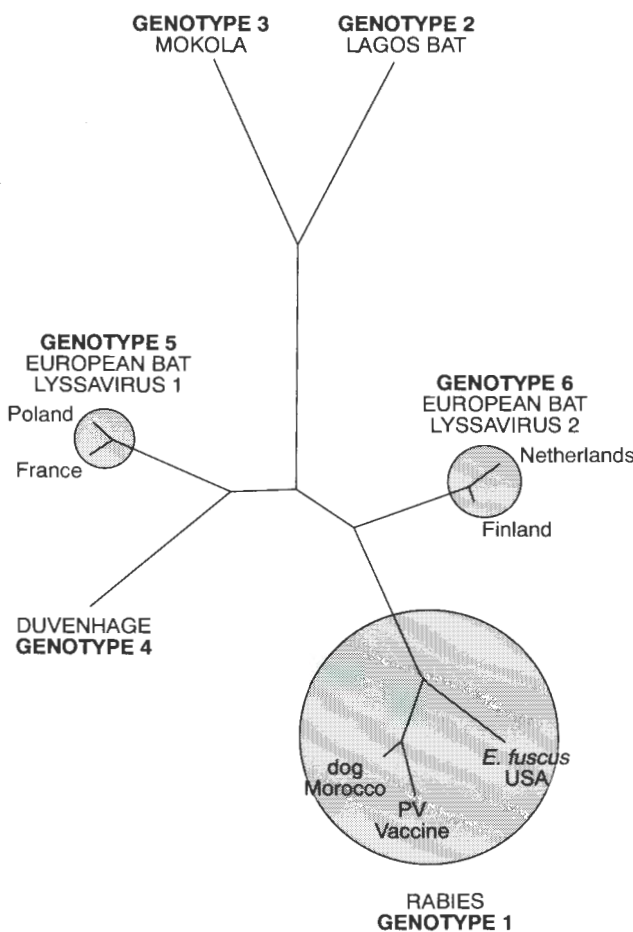 GENOTYPE 3
MOKOLA
GENOTYPE 2
LAGOS BAT
GENOTYPE 5
EUROPEAN BAT
LYSSAVIRUS 1
Poland
France
GENOTYPE 6
EUROPEAN BAT
LYSSAVIRUS 2
Netherlands
Finland
DUVENHAGE
GENOTYPE 4
dog
Morocco
PV
Vaccine
E. fuscus
USA
RABIES
GENOTYPE 1